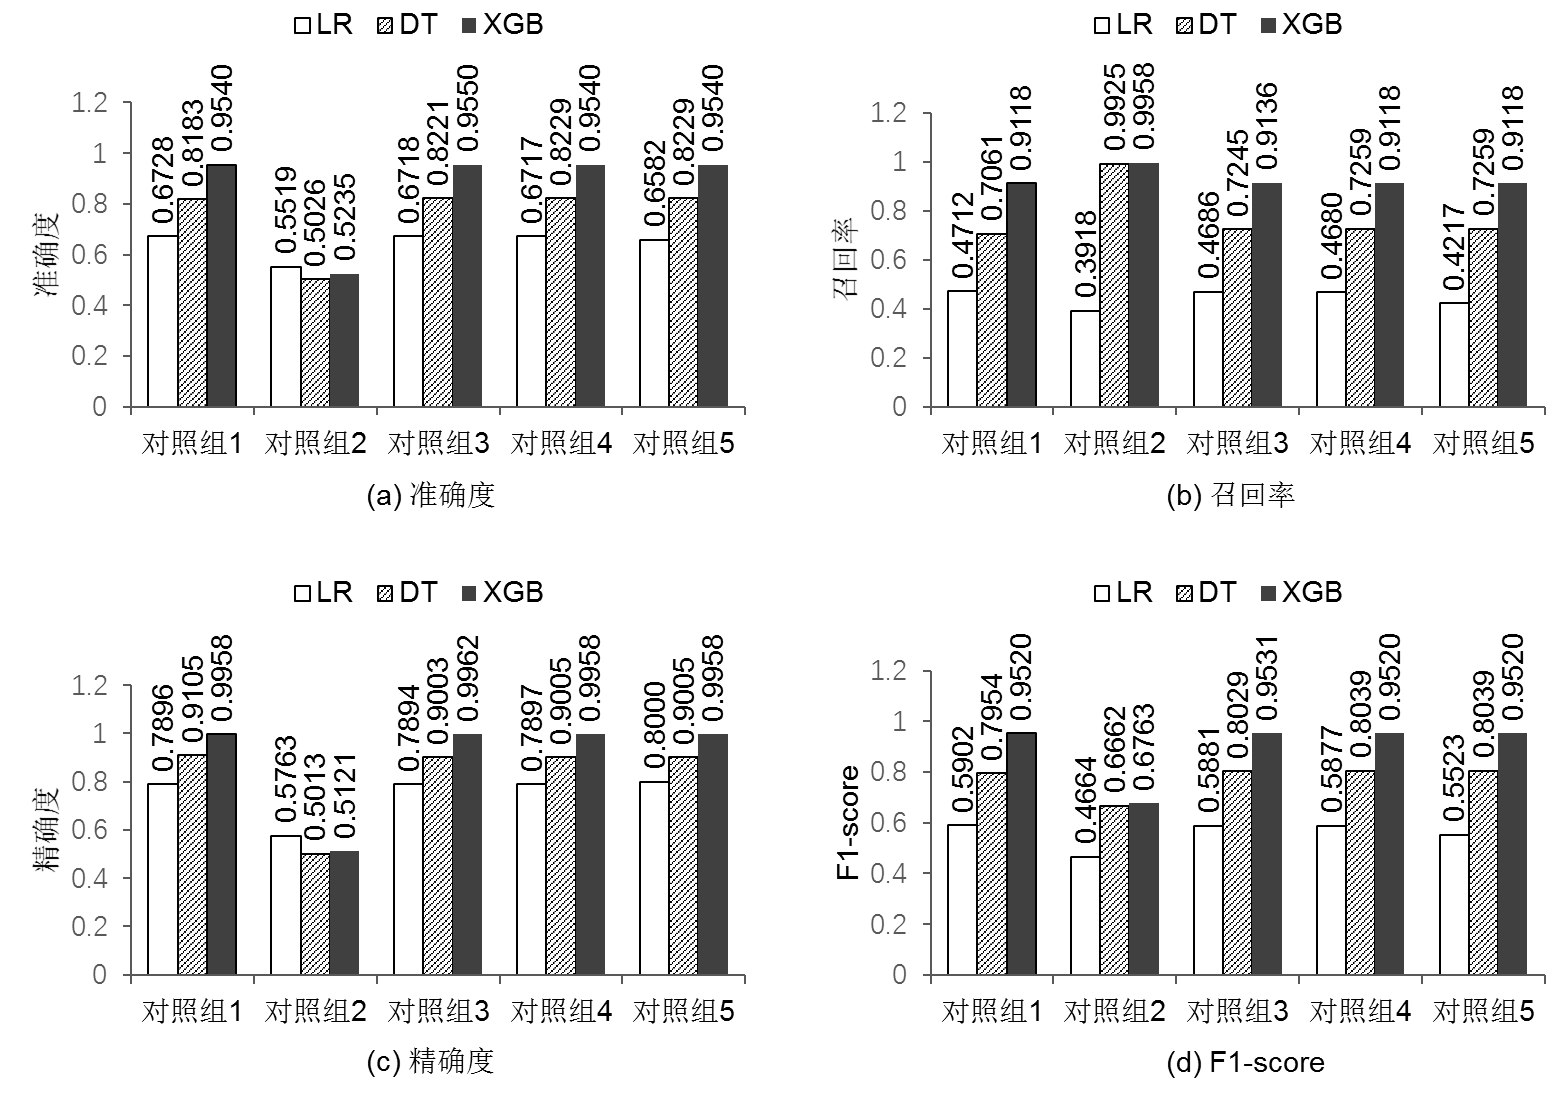 LR DT XGB
准确度
1.2
1
0.8
0.6
0.4
0.2
0
0.6728 0.8183 0.9540
0.5519 0.5026 0.5235
0.6718 0.8221 0.9550
0.6717 0.8229 0.9540
0.6582 0.8229 0.9540
对照组1 对照组2 对照组3 对照组4 对照组5
(a) 准确度
LR DT XGB
召回率
1.2
1
0.8
0.6
0.4
0.2
0
0.4712 0.7061 0.9118
0.3918 0.9925 0.9958
0.4686 0.7245 0.9136
0.4680 0.7259 0.9118
0.4217 0.7259 0.9118
对照组1 对照组2 对照组3 对照组4 对照组5
(b) 召回率
LR DT XGB
精确度
1.2
1
0.8
0.6
0.4
0.2
0
0.7896 0.9105 0.9958
0.5763 0.5013 0.5121
0.7894 0.9003 0.9962
0.7897 0.9005 0.9958
0.8000 0.9005 0.9958
对照组1 对照组2 对照组3 对照组4 对照组5
(c) 精确度
LR DT XGB
F1-score
1.2
1
0.8
0.6
0.4
0.2
0
0.5902 0.7954 0.9520
0.4664 0.6662 0.6763
0.5881 0.8029 0.9531
0.5877 0.8039 0.9520
0.5523 0.8039 0.9520
对照组1 对照组2 对照组3 对照组4 对照组5
(d) F1-score